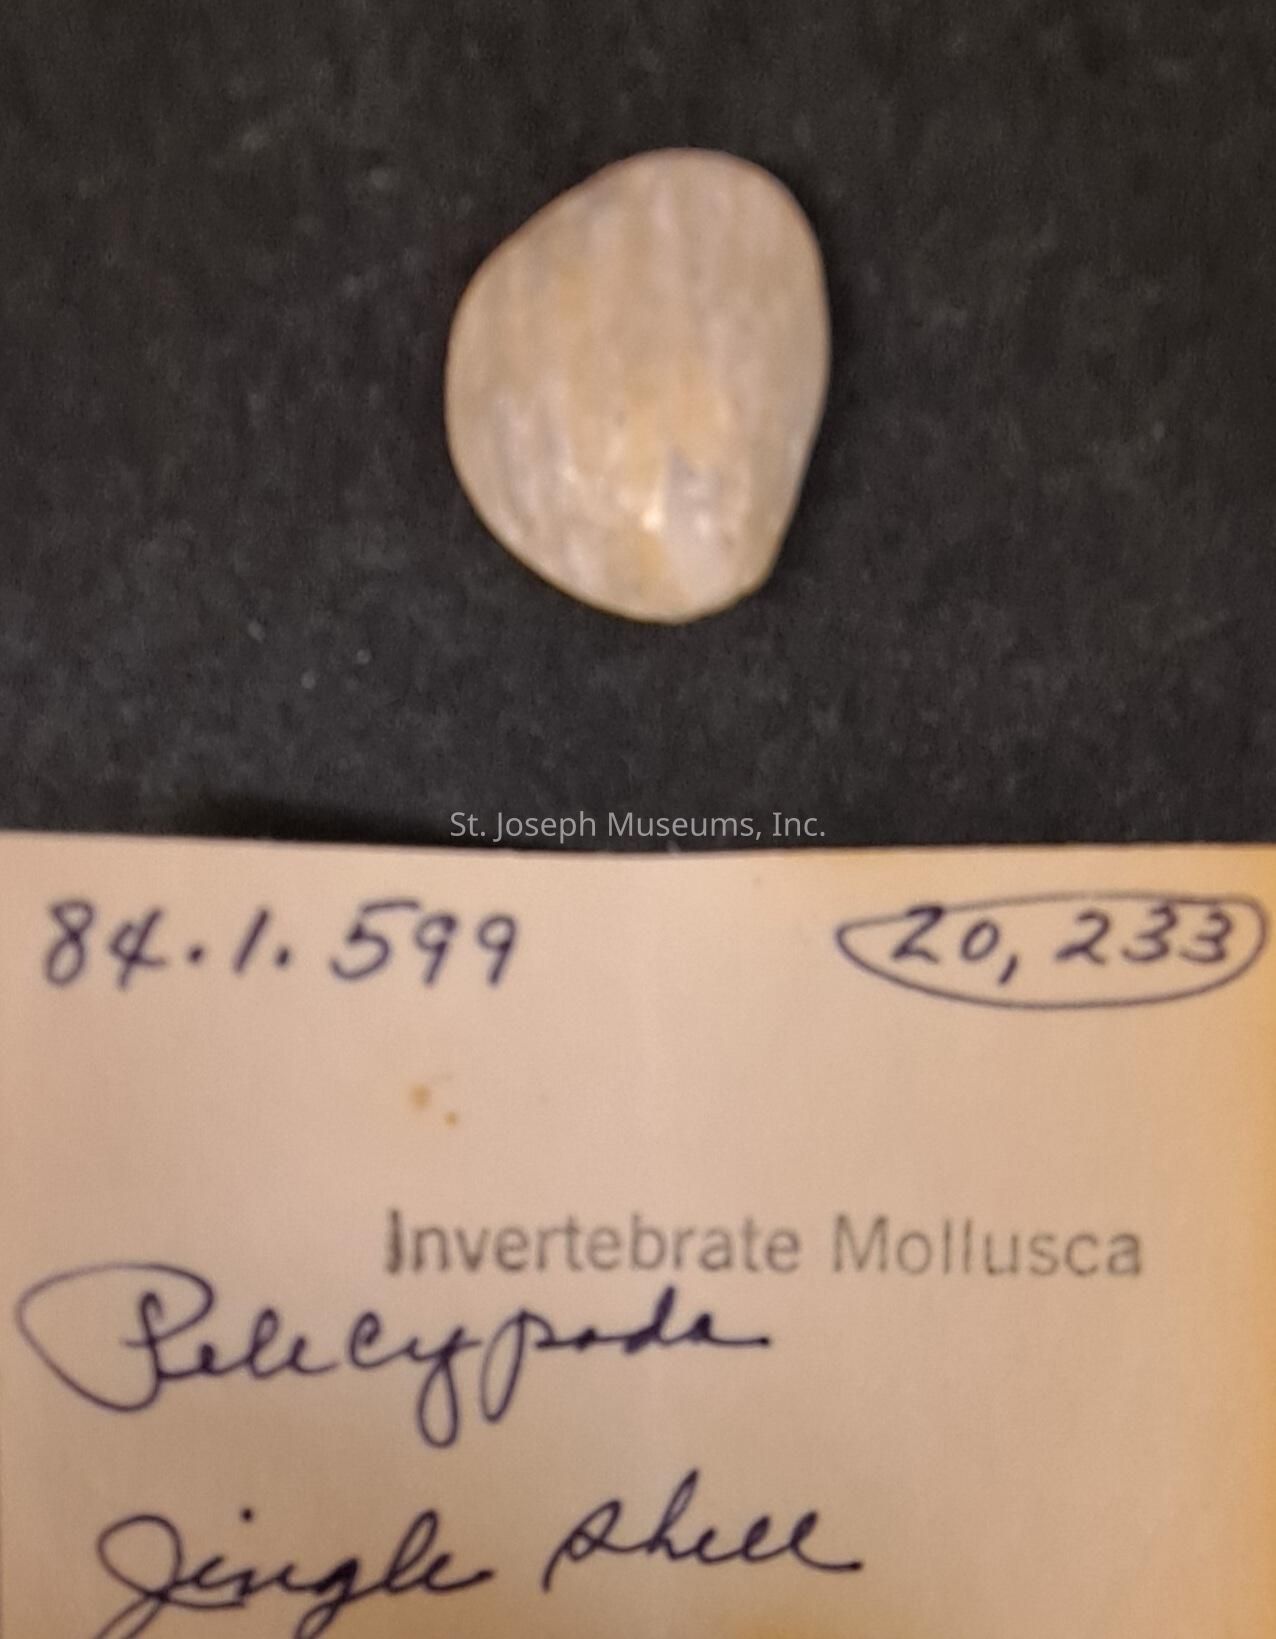 St. Joseph Museums, Inc.
84.1.599 20,233
Invertebrate Mollusca
Pelecypoda
Jingle shell